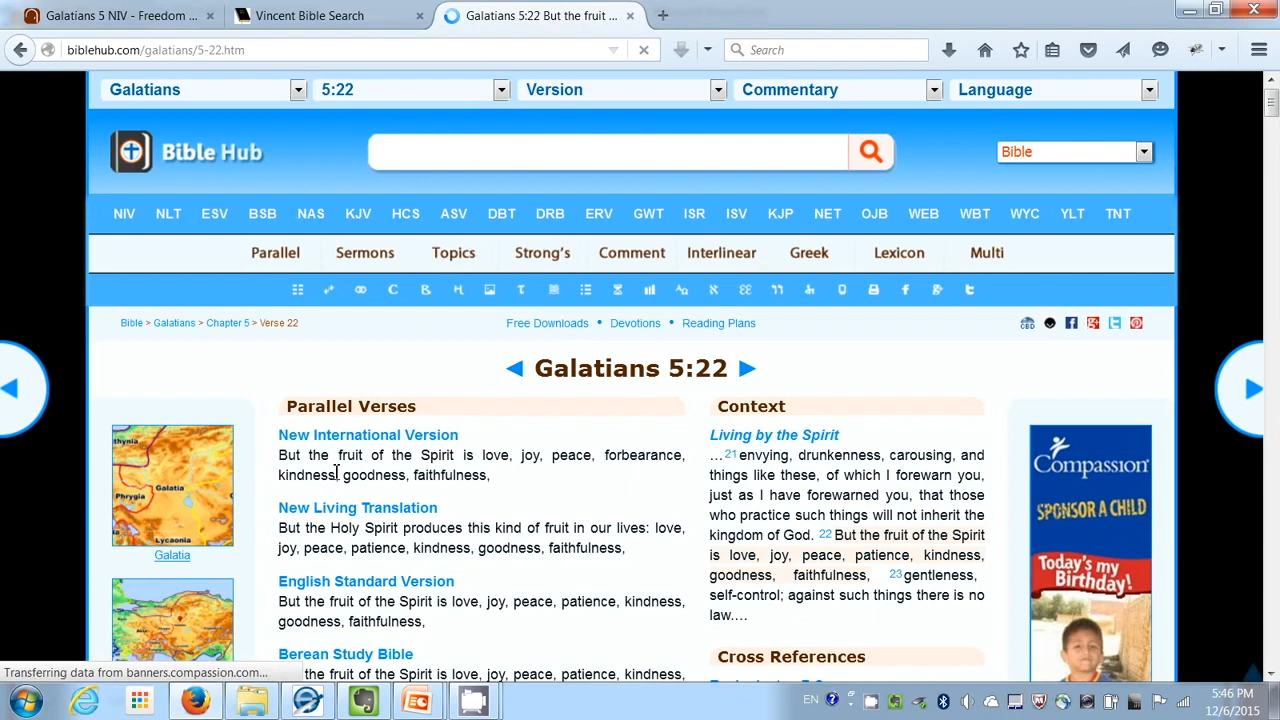 Galatians 5 NIV - Freedom ... ×
Vincent Bible Search ×
Galatians 5:22 But the fruit ... ×
biblehub.com/galatians/5-22.htm
Search
Galatians
5:22
Version
Commentary
Language
Bible Hub
Bible
NIV NLT ESV BSB NAS KJV HCS ASV DBT DRB ERV GWT ISR ISV KJP NET OJB WEB WBT WYC YLT TNT
Parallel Sermons Topics Strong's Comment Interlinear Greek Lexicon Multi
Bible > Galatians > Chapter 5 > Verse 22
Free Downloads • Devotions • Reading Plans
◄ Galatians 5:22 ►
Parallel Verses
New International Version
But the fruit of the Spirit is love, joy, peace, forbearance,
kindness, goodness, faithfulness,
New Living Translation
But the Holy Spirit produces this kind of fruit in our lives: love,
joy, peace, patience, kindness, goodness, faithfulness,
English Standard Version
But the fruit of the Spirit is love, joy, peace, patience, kindness,
goodness, faithfulness,
Berean Study Bible
the fruit of the Spirit is love, joy, peace, patience, kindness,
Context
Living by the Spirit
…21envying, drunkenness, carousing, and
things like these, of which I forewarn you,
just as I have forewarned you, that those
who practice such things will not inherit the
kingdom of God. 22But the fruit of the Spirit
is love, joy, peace, patience, kindness,
goodness, faithfulness, 23gentleness,
self-control; against such things there is no
law.…
Cross References
thynia
Galatia
Phrygia
Lycaonia
Galatia
Compassion
SPONSOR A CHILD
Today's my
Birthday!
Transferring data from banners.compassion.com...
EN
5:46 PM
12/6/2015